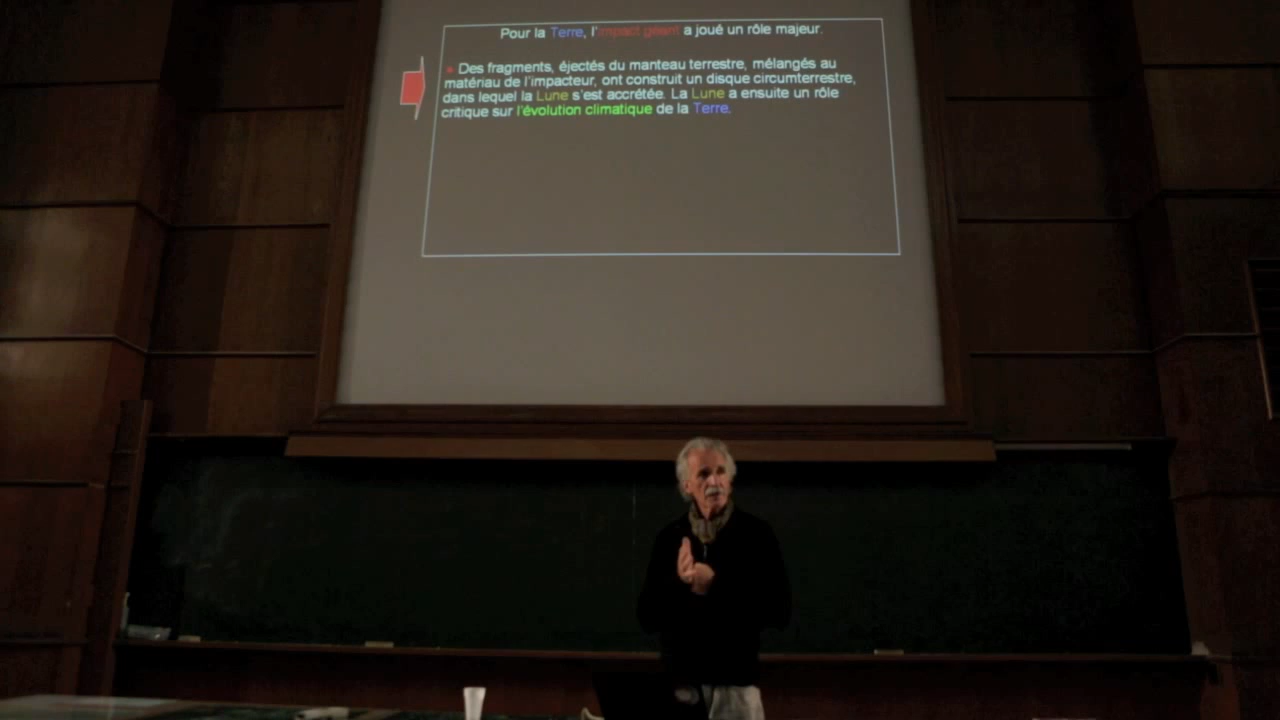 Pour la Terre, l'impact géant a joué un rôle majeur.
Des fragments, éjectés du manteau terrestre, mélangés au
matériau de l'impacteur, ont construit un disque circumterrestre,
dans lequel la Lune s'est accrétée. La Lune a ensuite un rôle
critique sur l'évolution climatique de la Terre.